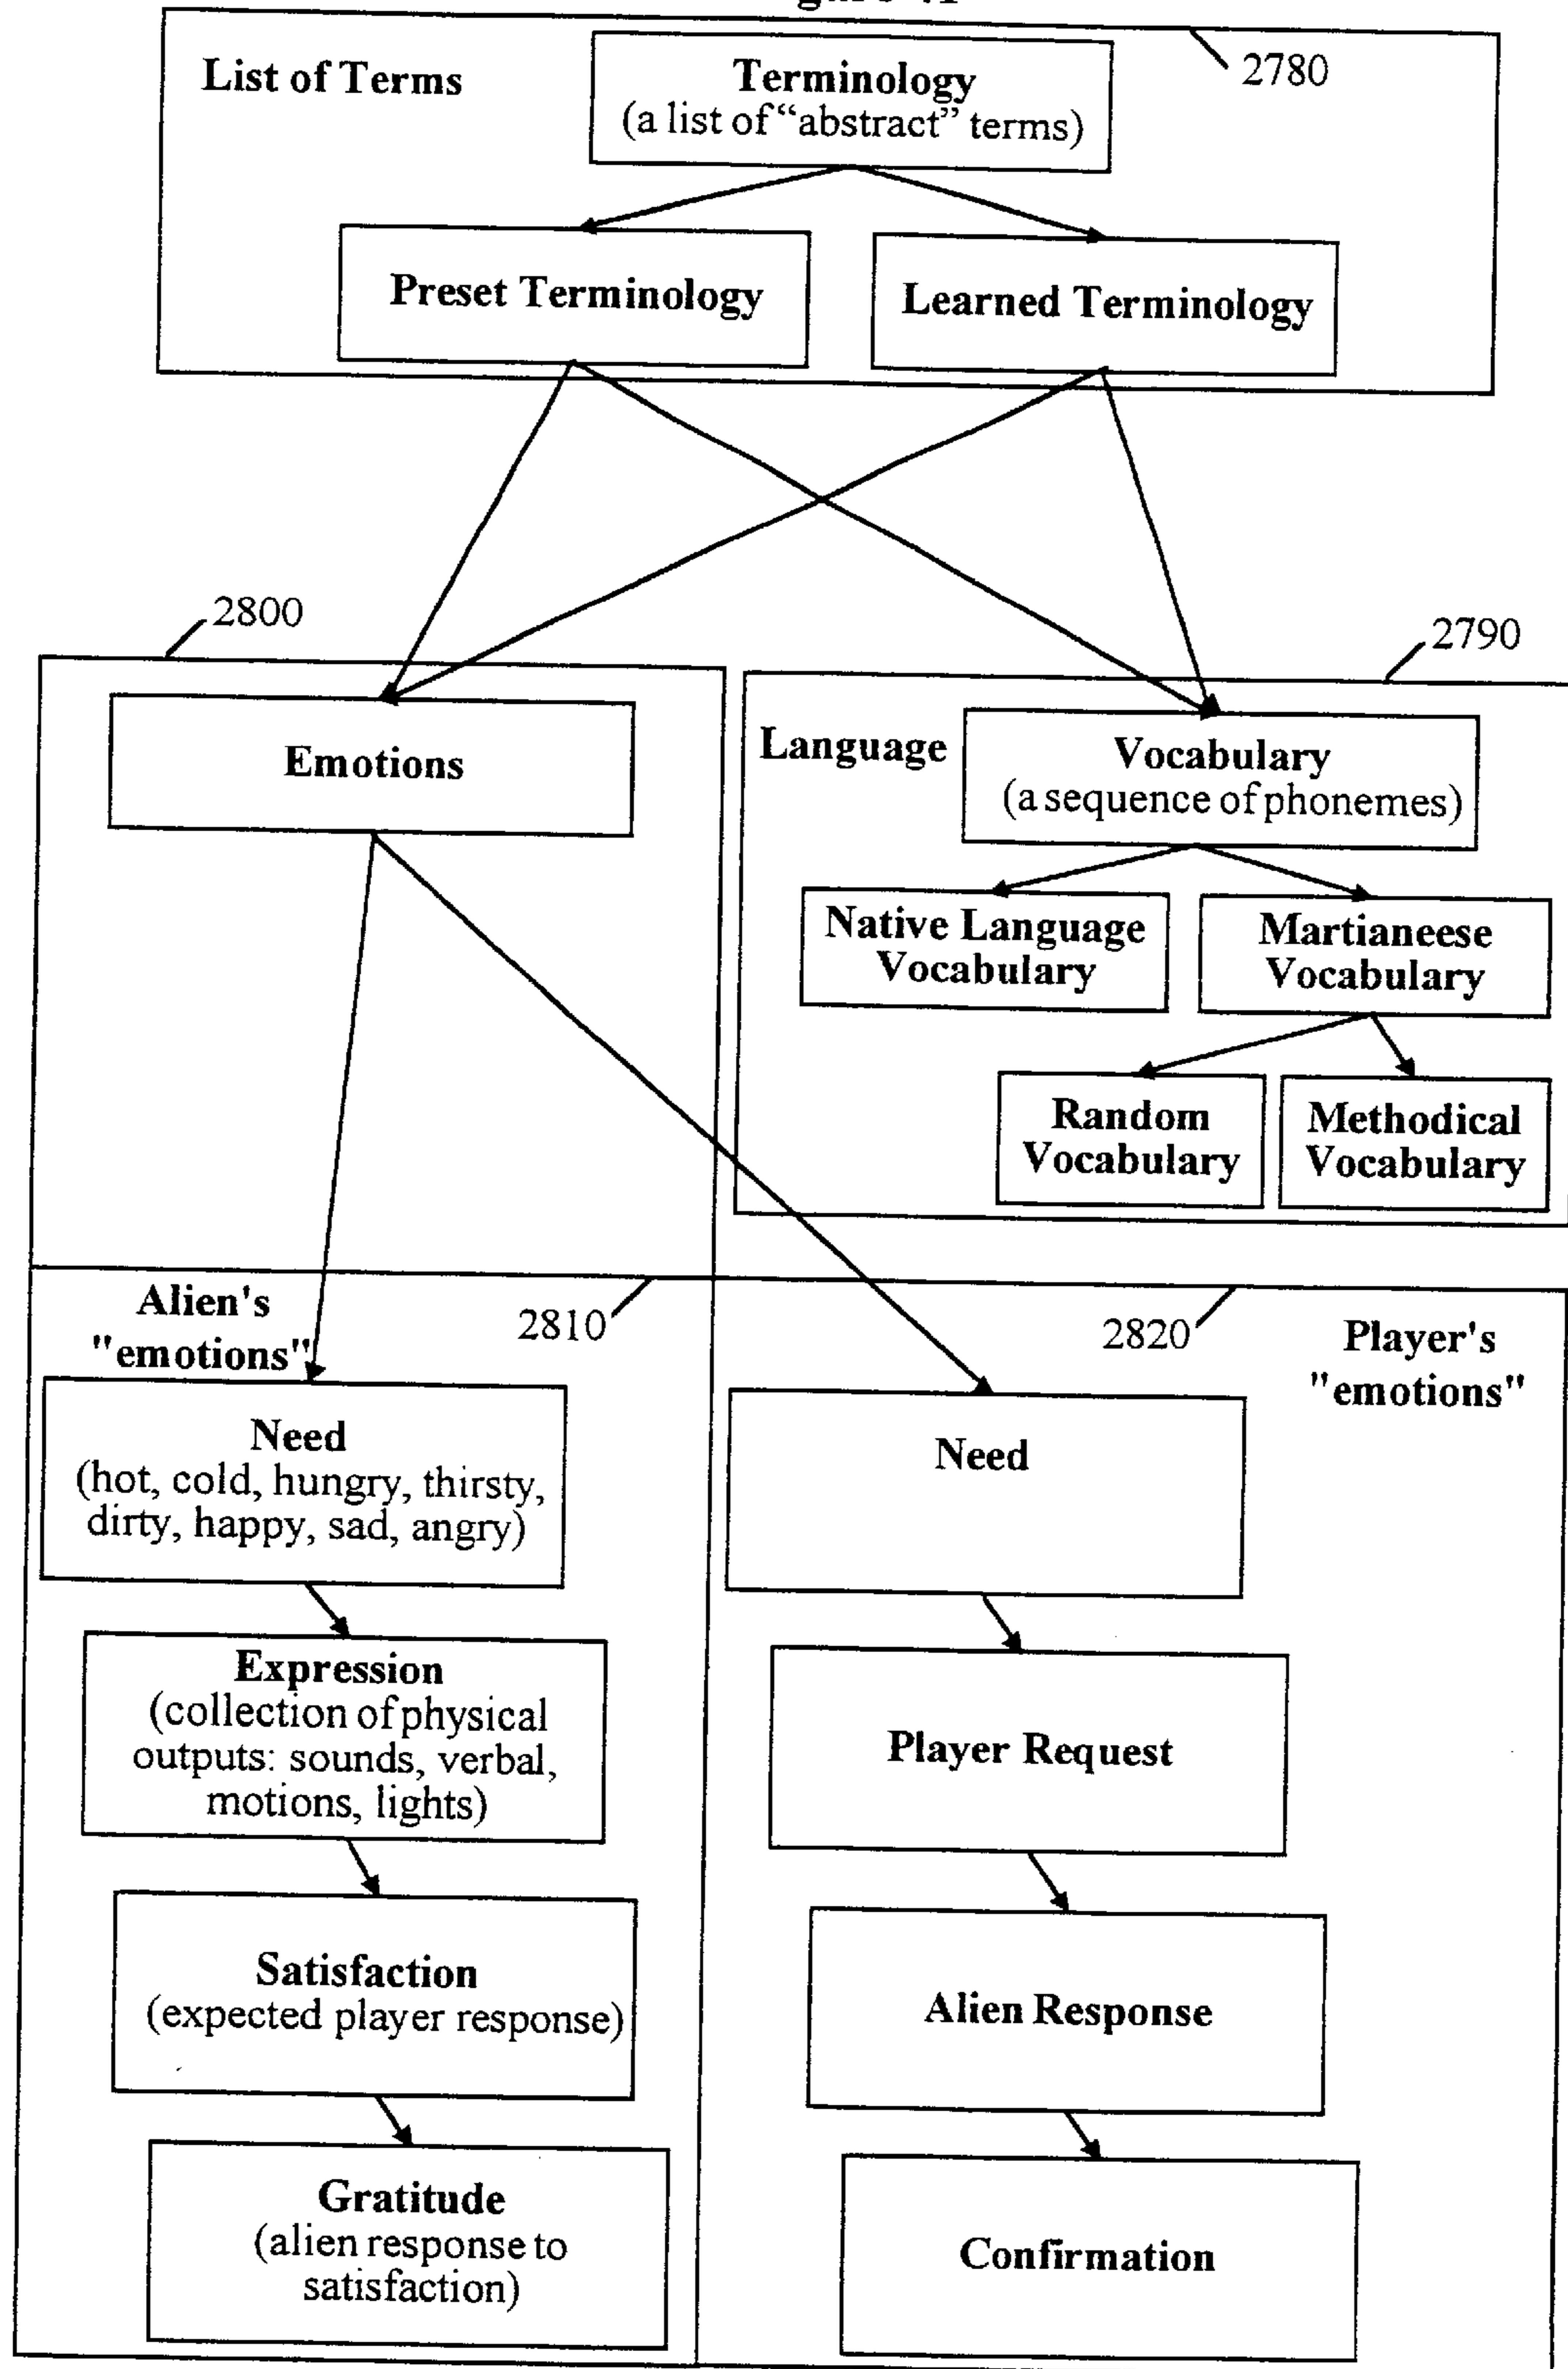 List of Terms
2780
Terminology
(a list of “abstract” terms)
Preset Terminology
Learned Terminology
2800
2790
Emotions
Language
Vocabulary
(a sequence of phonemes)
Native Language
Vocabulary
Martianeese
Vocabulary
Random
Vocabulary
Methodical
Vocabulary
Alien's
"emotions"
2810
2820
Player's
"emotions"
Need
(hot, cold, hungry, thirsty,
dirty, happy, sad, angry)
Expression
(collection of physical
outputs: sounds, verbal,
motions, lights)
Satisfaction
(expected player response)
Gratitude
(alien response to
satisfaction)
Need
Player Request
Alien Response
Confirmation